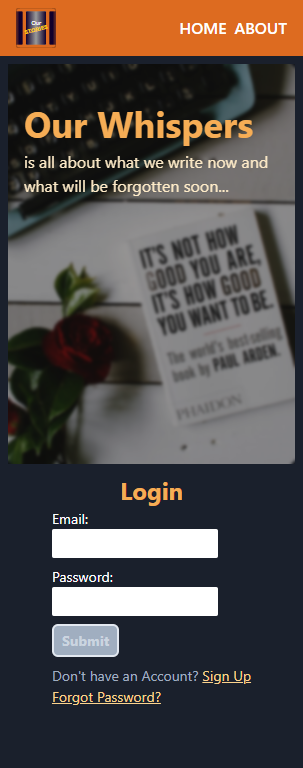 Our
STORIES
HOME ABOUT
Our Whispers
is all about what we write now and
what will be forgotten soon...
IT'S NOT HOW
GOOD YOU ARE,
IT'S HOW GOOD
YOU WANT TO BE.
The world's best-selling
book by PAUL ARDEN.
PHAIDON
Login
Email:
Password:
Submit
Don't have an Account? Sign Up
Forgot Password?